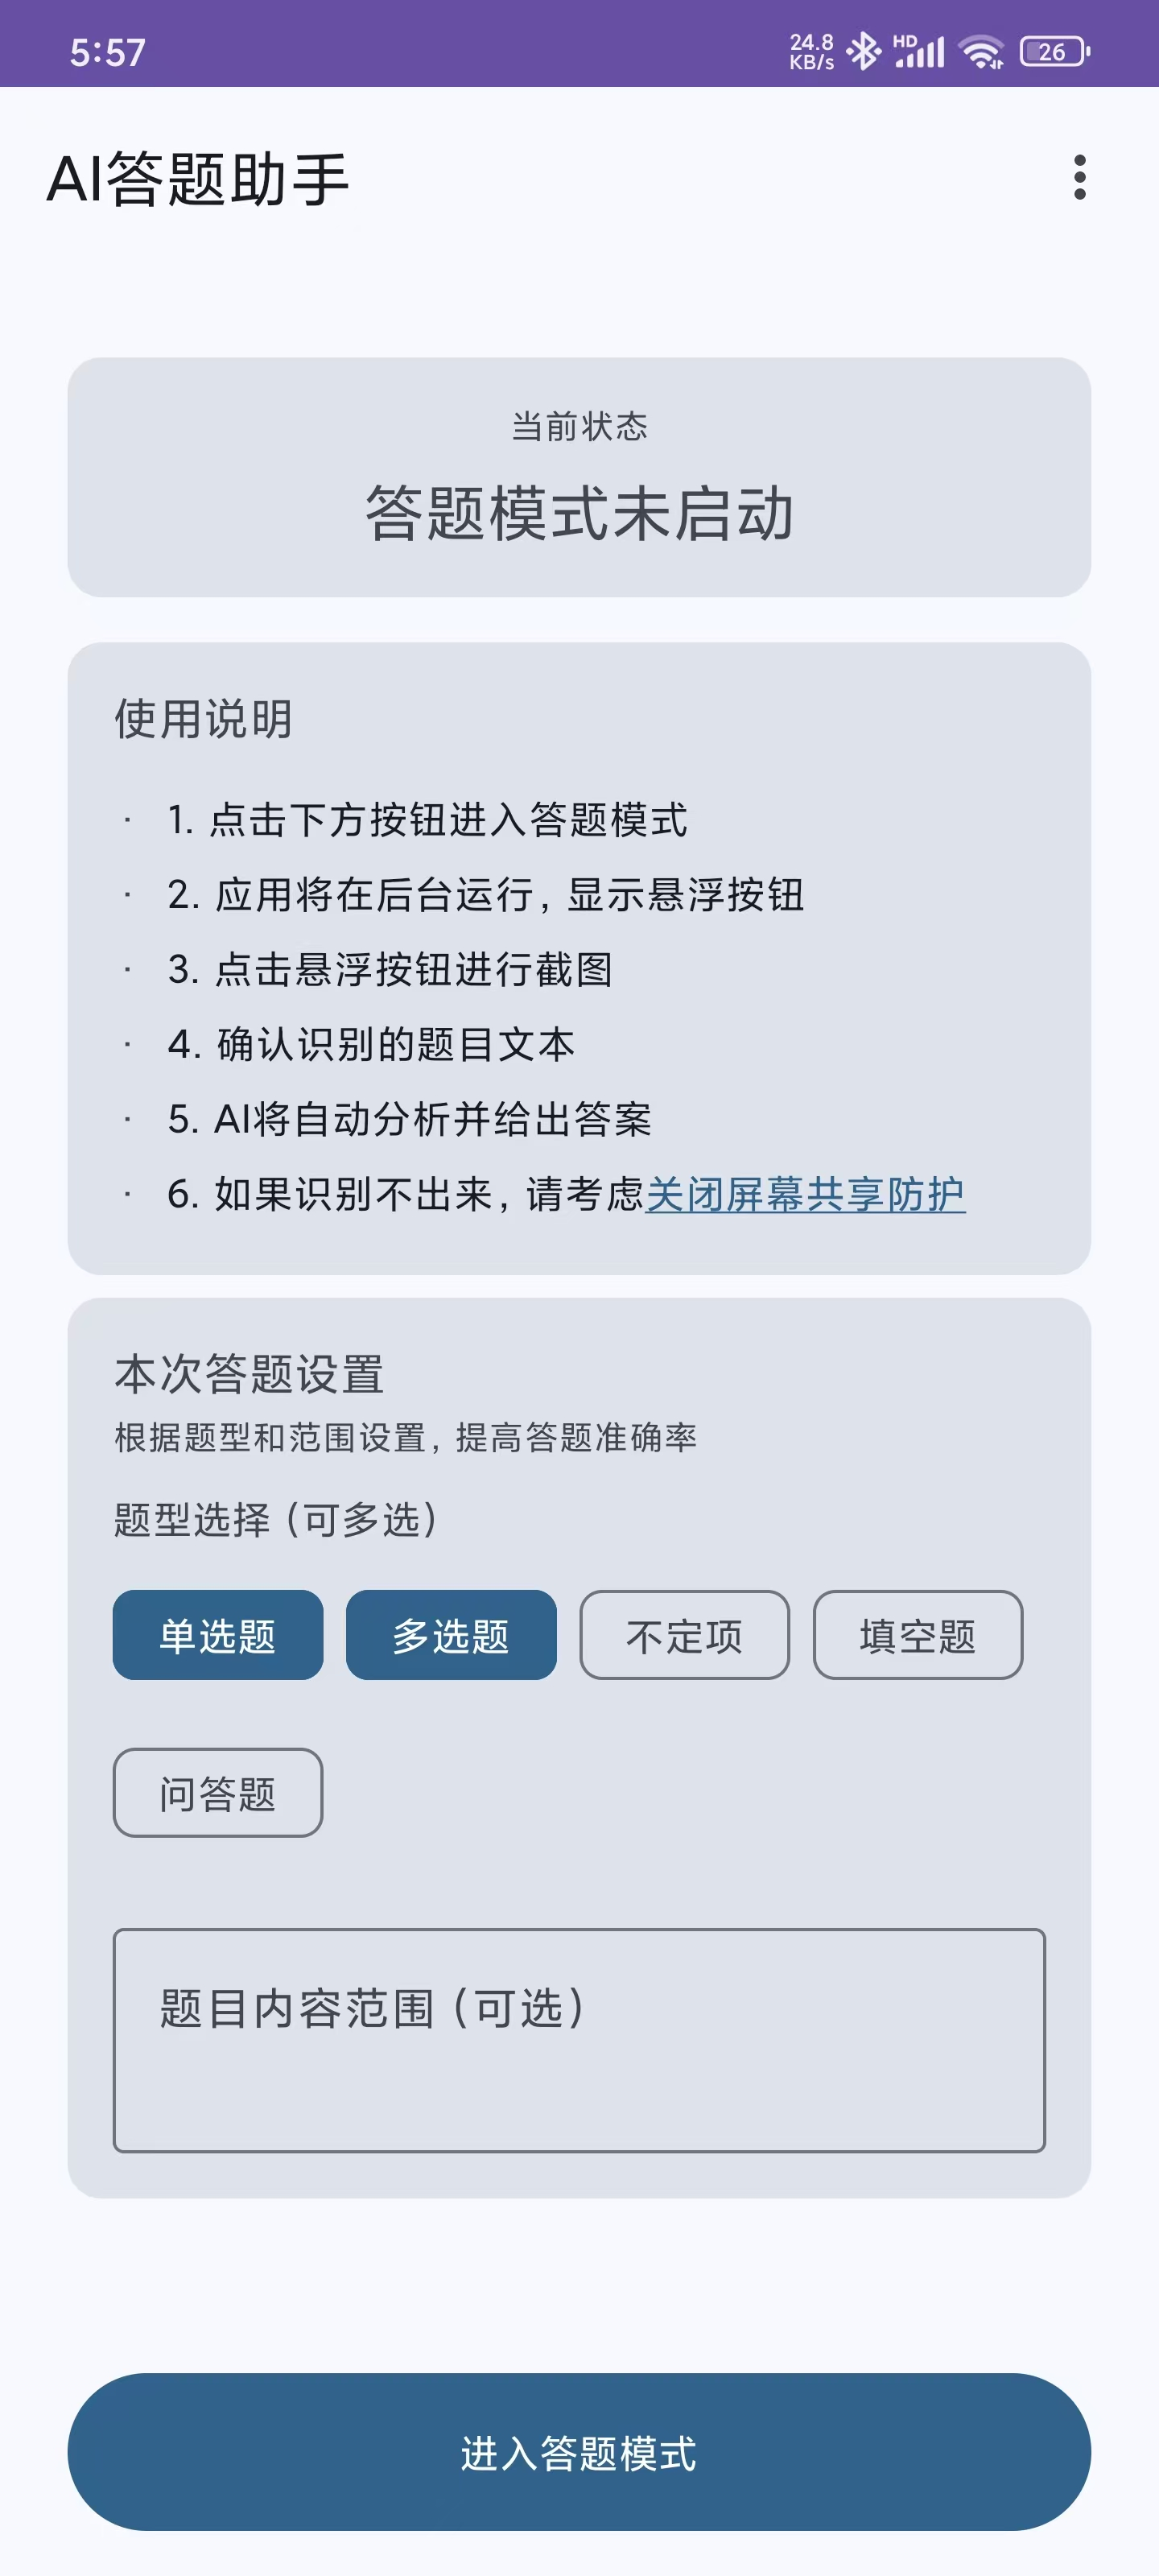 5:57
24.8 KB/s
HD
26
AI答题助手
当前状态
答题模式未启动
使用说明
· 1. 点击下方按钮进入答题模式
· 2. 应用将在后台运行，显示悬浮按钮
· 3. 点击悬浮按钮进行截图
· 4. 确认识别的题目文本
· 5. AI将自动分析并给出答案
· 6. 如果识别不出来，请考虑关闭屏幕共享防护
本次答题设置
根据题型和范围设置，提高答题准确率
题型选择（可多选）
单选题 多选题 不定项 填空题
问答题
题目内容范围（可选）
进入答题模式